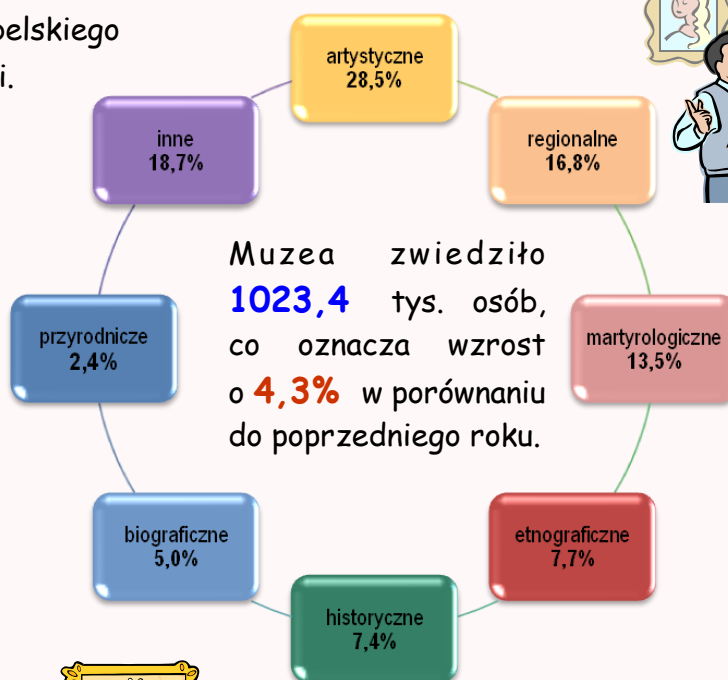 artystyczne
28,5%
regionalne
16,8%
martyrologiczne
13,5%
etnograficzne
7,7%
historyczne
7,4%
biograficzne
5,0%
przyrodnicze
2,4%
inne
18,7%
Muzea zwiedziło
1023,4 tys. osób,
co oznacza wzrost
o 4,3% w porównaniu
do poprzedniego roku.